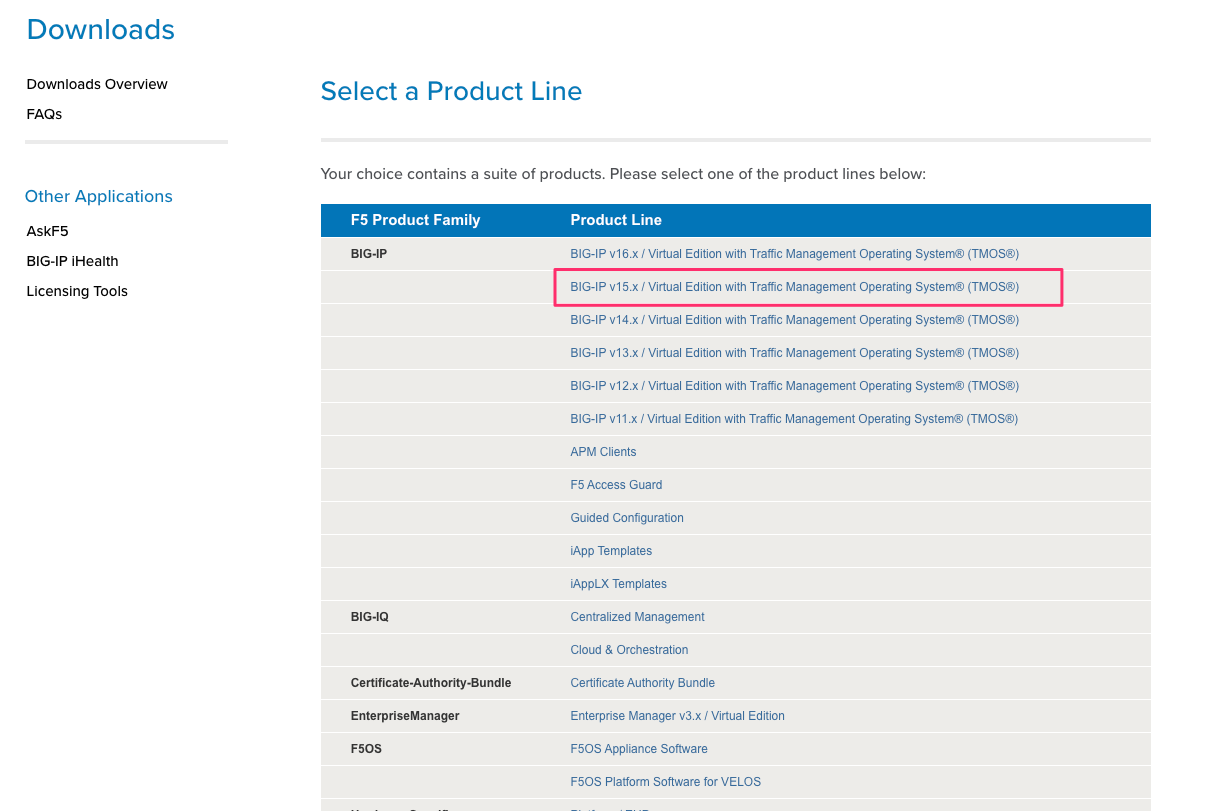 Downloads
Downloads Overview
FAQs
Other Applications
AskF5
BIG-IP iHealth
Licensing Tools
Select a Product Line
Your choice contains a suite of products. Please select one of the product lines below:
F5 Product Family Product Line
BIG-IP BIG-IP v16.x / Virtual Edition with Traffic Management Operating System® (TMOS®)
BIG-IP v15.x / Virtual Edition with Traffic Management Operating System® (TMOS®)
BIG-IP v14.x / Virtual Edition with Traffic Management Operating System® (TMOS®)
BIG-IP v13.x / Virtual Edition with Traffic Management Operating System® (TMOS®)
BIG-IP v12.x / Virtual Edition with Traffic Management Operating System® (TMOS®)
BIG-IP v11.x / Virtual Edition with Traffic Management Operating System® (TMOS®)
APM Clients
F5 Access Guard
Guided Configuration
iApp Templates
iAppLX Templates
BIG-IQ Centralized Management
Cloud & Orchestration
Certificate-Authority-Bundle Certificate Authority Bundle
EnterpriseManager Enterprise Manager v3.x / Virtual Edition
F5OS F5OS Appliance Software
F5OS Platform Software for VELOS